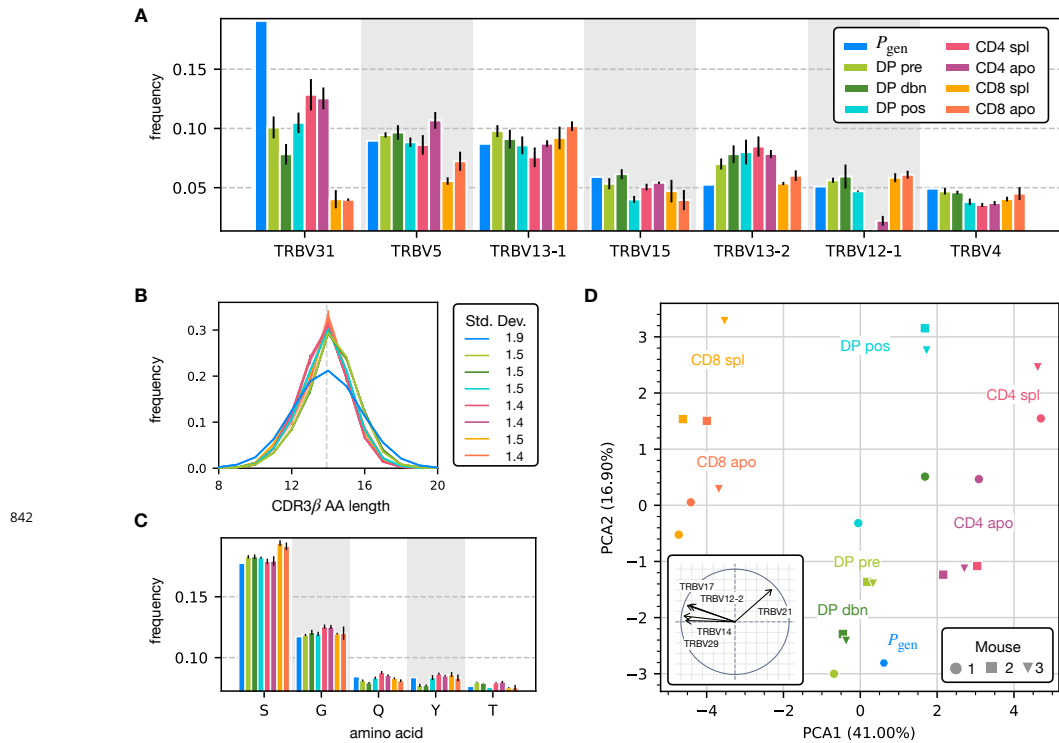 A
frequency
0.15
0.10
0.05
P_gen
DP pre
DP dbn
DP pos
CD4 spl
CD4 apo
CD8 spl
CD8 apo
TRBV31 TRBV5 TRBV13-1 TRBV15 TRBV13-2 TRBV12-1 TRBV4
B
frequency
0.3
0.2
0.1
0.0
8 12 16 20
CDR3β AA length
Std. Dev.
1.9
1.5
1.5
1.5
1.4
1.4
1.5
1.4
842
C
frequency
0.15
0.10
S G Q Y T
amino acid
D
PCA2 (16.90%)
3
2
1
0
−1
−2
−3
CD8 spl
DP pos
CD4 spl
CD8 apo
CD4 apo
DP pre
DP dbn
P_gen
TRBV17
TRBV12-2
TRBV21
TRBV14
TRBV29
Mouse
1 2 3
−4 −2 0 2 4
PCA1 (41.00%)